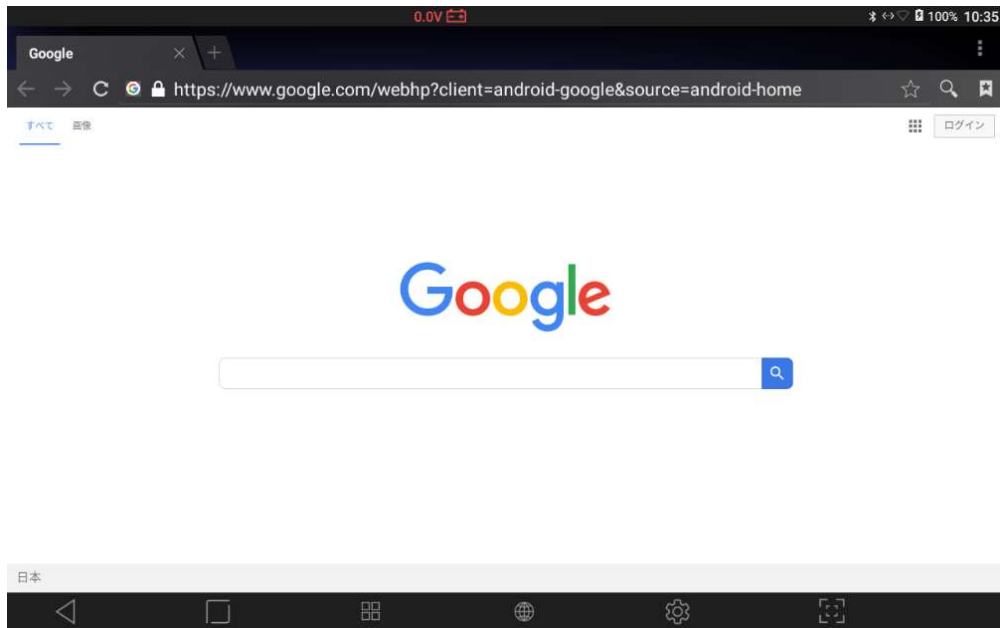 0.0V
100% 10:35
Google
https://www.google.com/webhp?client=android-google&source=android-home
すべて 画像
ログイン
Google
日本